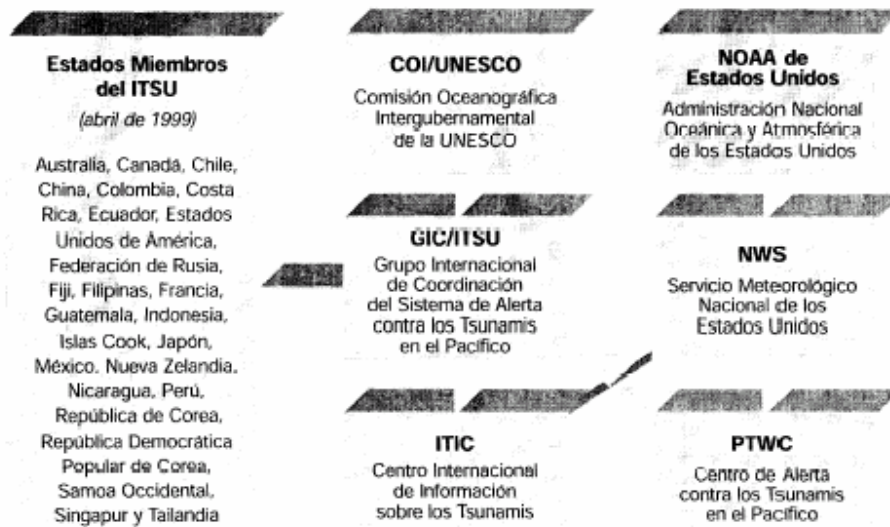 Estados Miembros
del ITSU
(abril de 1999)
Australia, Canadá, Chile,
China, Colombia, Costa
Rica, Ecuador, Estados
Unidos de América,
Federación de Rusia,
Fiji, Filipinas, Francia,
Guatemala, Indonesia,
Islas Cook, Japón,
México. Nueva Zelandia.
Nicaragua, Perú,
República de Corea,
República Democrática
Popular de Corea,
Samoa Occidental,
Singapur y Tailandia
COI/UNESCO
Comisión Oceanográfica
Intergubernamental
de la UNESCO
GIC/ITSU
Grupo Internacional
de Coordinación
del Sistema de Alerta
contra los Tsunamis
en el Pacífico
ITIC
Centro Internacional
de Información
sobre los Tsunamis
NOAA de
Estados Unidos
Administración Nacional
Oceánica y Atmosférica
de los Estados Unidos
NWS
Servicio Meteorológico
Nacional de los
Estados Unidos
PTWC
Centro de Alerta
contra los Tsunamis
en el Pacífico